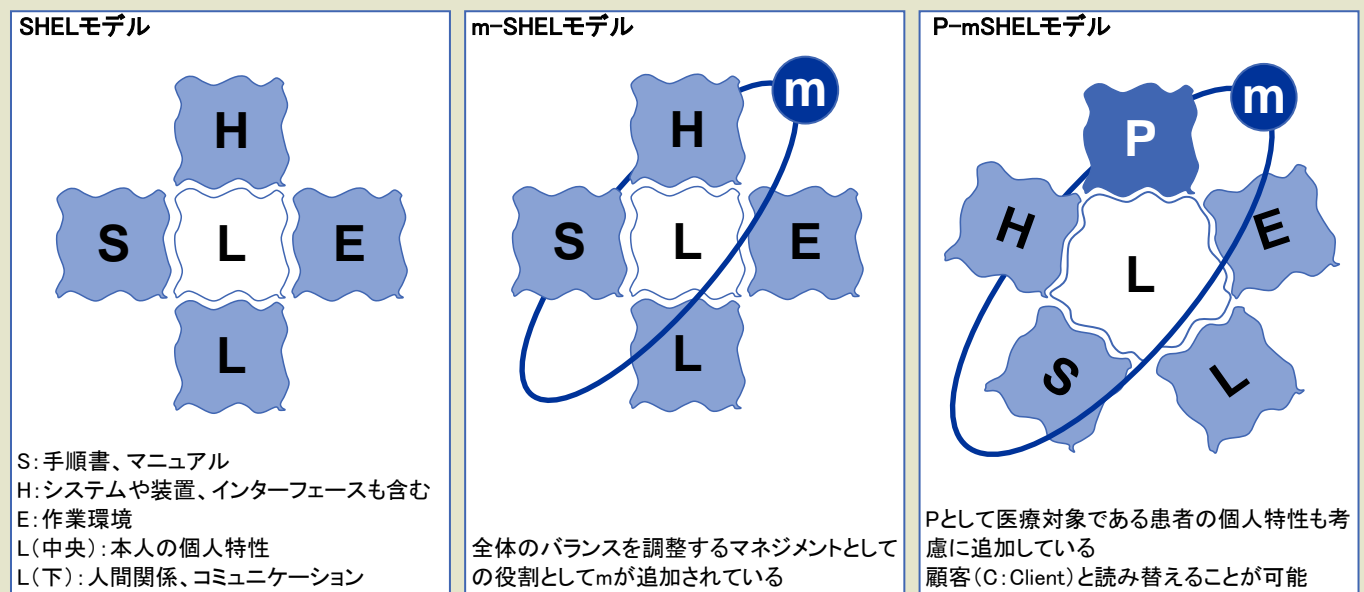 SHELモデル
H
S
L
E
L
S:手順書、マニュアル
H:システムや装置、インターフェースも含む
E:作業環境
L(中央):本人の個人特性
L(下):人間関係、コミュニケーション
m-SHELモデル
m
H
S
L
E
L
全体のバランスを調整するマネジメントとして
の役割としてmが追加されている
P-mSHELモデル
m
P
H
E
L
S
L
Pとして医療対象である患者の個人特性も考
慮に追加している
顧客(C:Client)と読み替えることが可能